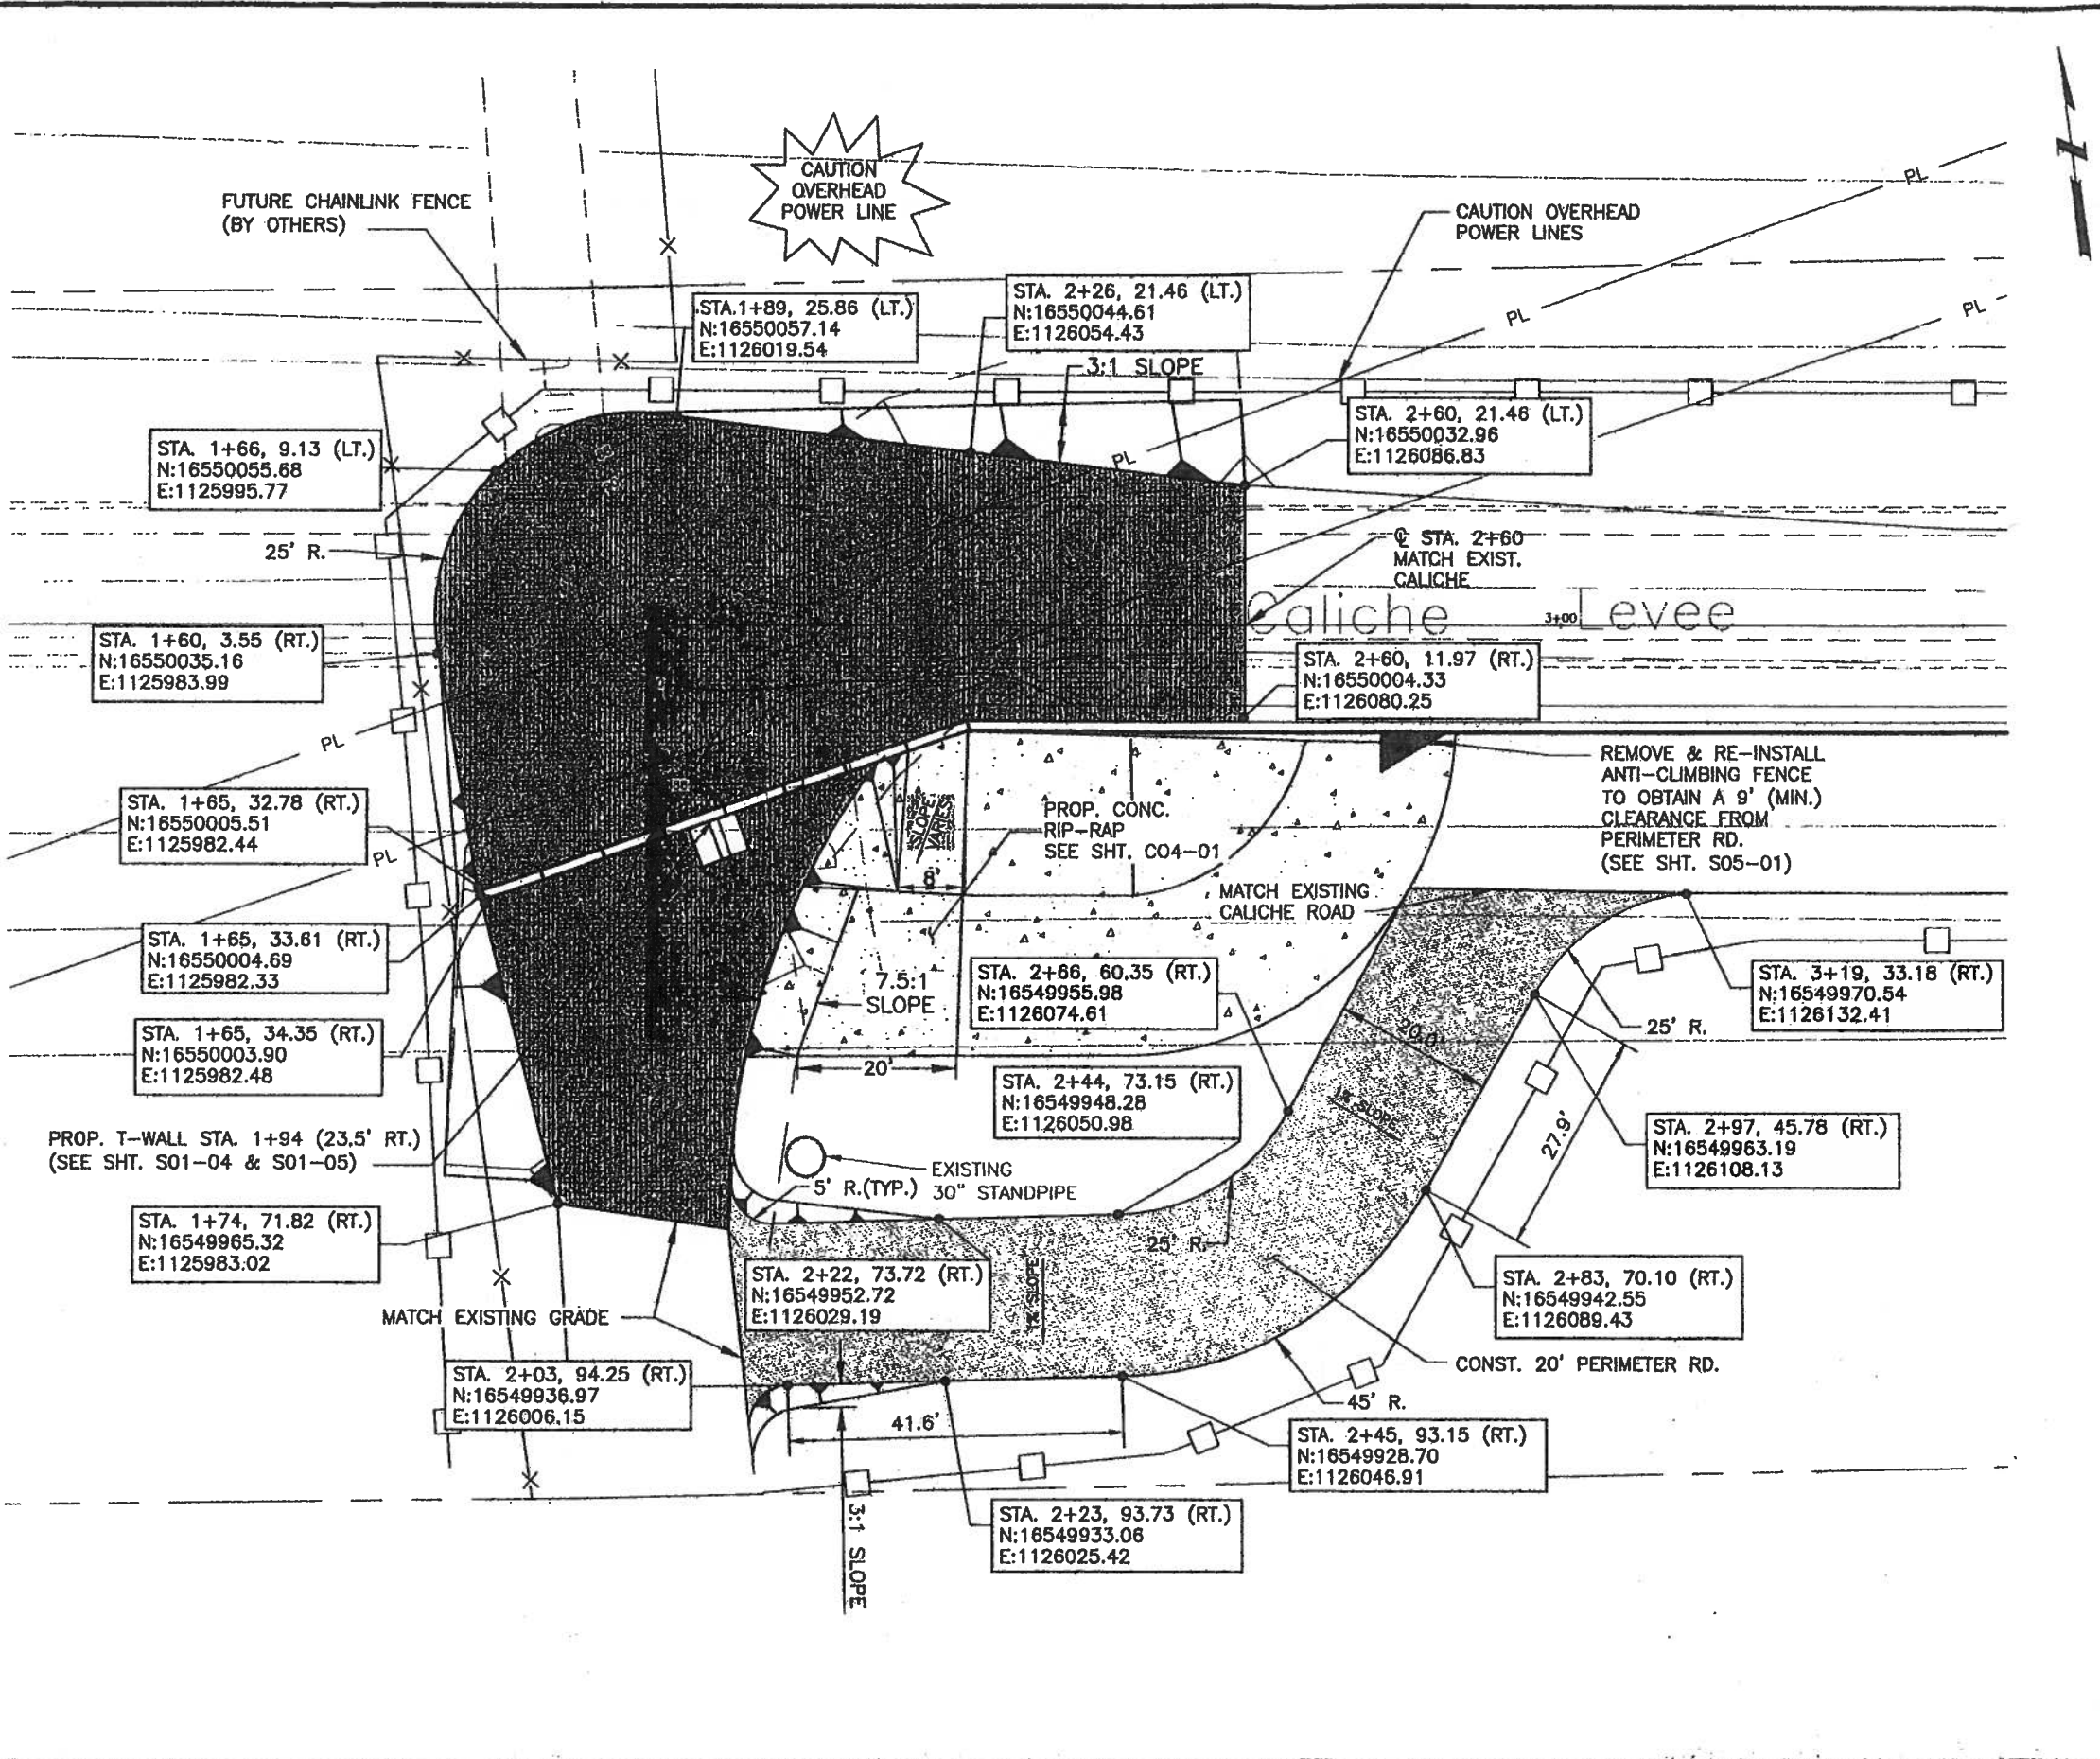 CAUTION
OVERHEAD
POWER LINE
FUTURE CHAINLINK FENCE
(BY OTHERS)
CAUTION OVERHEAD
POWER LINES
PL
PL
PL
PL
N
STA.1+89, 25.86 (LT.)
N:16550057.14
E:1126019.54
STA. 2+26, 21.46 (LT.)
N:16550044.61
E:1126054.43
3:1 SLOPE
STA. 2+60, 21.46 (LT.)
N:16550032.96
E:1126086.83
STA. 1+66, 9.13 (LT.)
N:16550055.68
E:1125995.77
25' R.
℄ STA. 2+60
MATCH EXIST.
CALICHE
Caliche Levee
3+00
STA. 1+60, 3.55 (RT.)
N:16550035.16
E:1125983.99
STA. 2+60, 11.97 (RT.)
N:16550004.33
E:1126080.25
PL
REMOVE & RE-INSTALL
ANTI-CLIMBING FENCE
TO OBTAIN A 9' (MIN.)
CLEARANCE FROM
PERIMETER RD.
(SEE SHT. S05-01)
STA. 1+65, 32.78 (RT.)
N:16550005.51
E:1125982.44
PL
SLOPE
VARIES
PROP. CONC.
RIP-RAP
SEE SHT. C04-01
8'
MATCH EXISTING
CALICHE ROAD
STA. 1+65, 33.61 (RT.)
N:16550004.69
E:1125982.33
7.5:1
SLOPE
STA. 2+66, 60.35 (RT.)
N:16549955.98
E:1126074.61
STA. 3+19, 33.18 (RT.)
N:16549970.54
E:1126132.41
25' R.
20.0'
STA. 1+65, 34.35 (RT.)
N:16550003.90
E:1125982.48
20'
STA. 2+44, 73.15 (RT.)
N:16549948.28
E:1126050.98
1% SLOPE
27.9'
STA. 2+97, 45.78 (RT.)
N:16549963.19
E:1126108.13
PROP. T-WALL STA. 1+94 (23.5' RT.)
(SEE SHT. S01-04 & S01-05)
EXISTING
30" STANDPIPE
5' R.(TYP.)
STA. 1+74, 71.82 (RT.)
N:16549965.32
E:1125983.02
25' R.
STA. 2+22, 73.72 (RT.)
N:16549952.72
E:1126029.19
1% SLOPE
STA. 2+83, 70.10 (RT.)
N:16549942.55
E:1126089.43
MATCH EXISTING GRADE
CONST. 20' PERIMETER RD.
STA. 2+03, 94.25 (RT.)
N:16549936.97
E:1126006.15
41.6'
45' R.
STA. 2+45, 93.15 (RT.)
N:16549928.70
E:1126046.91
3:1 SLOPE
STA. 2+23, 93.73 (RT.)
N:16549933.06
E:1126025.42